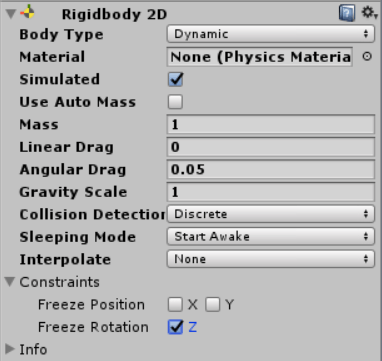 Rigidbody 2D
Body Type Dynamic
Material None (Physics Materia
Simulated
Use Auto Mass
Mass 1
Linear Drag 0
Angular Drag 0.05
Gravity Scale 1
Collision Detection Discrete
Sleeping Mode Start Awake
Interpolate None
Constraints
Freeze Position X Y
Freeze Rotation Z
Info